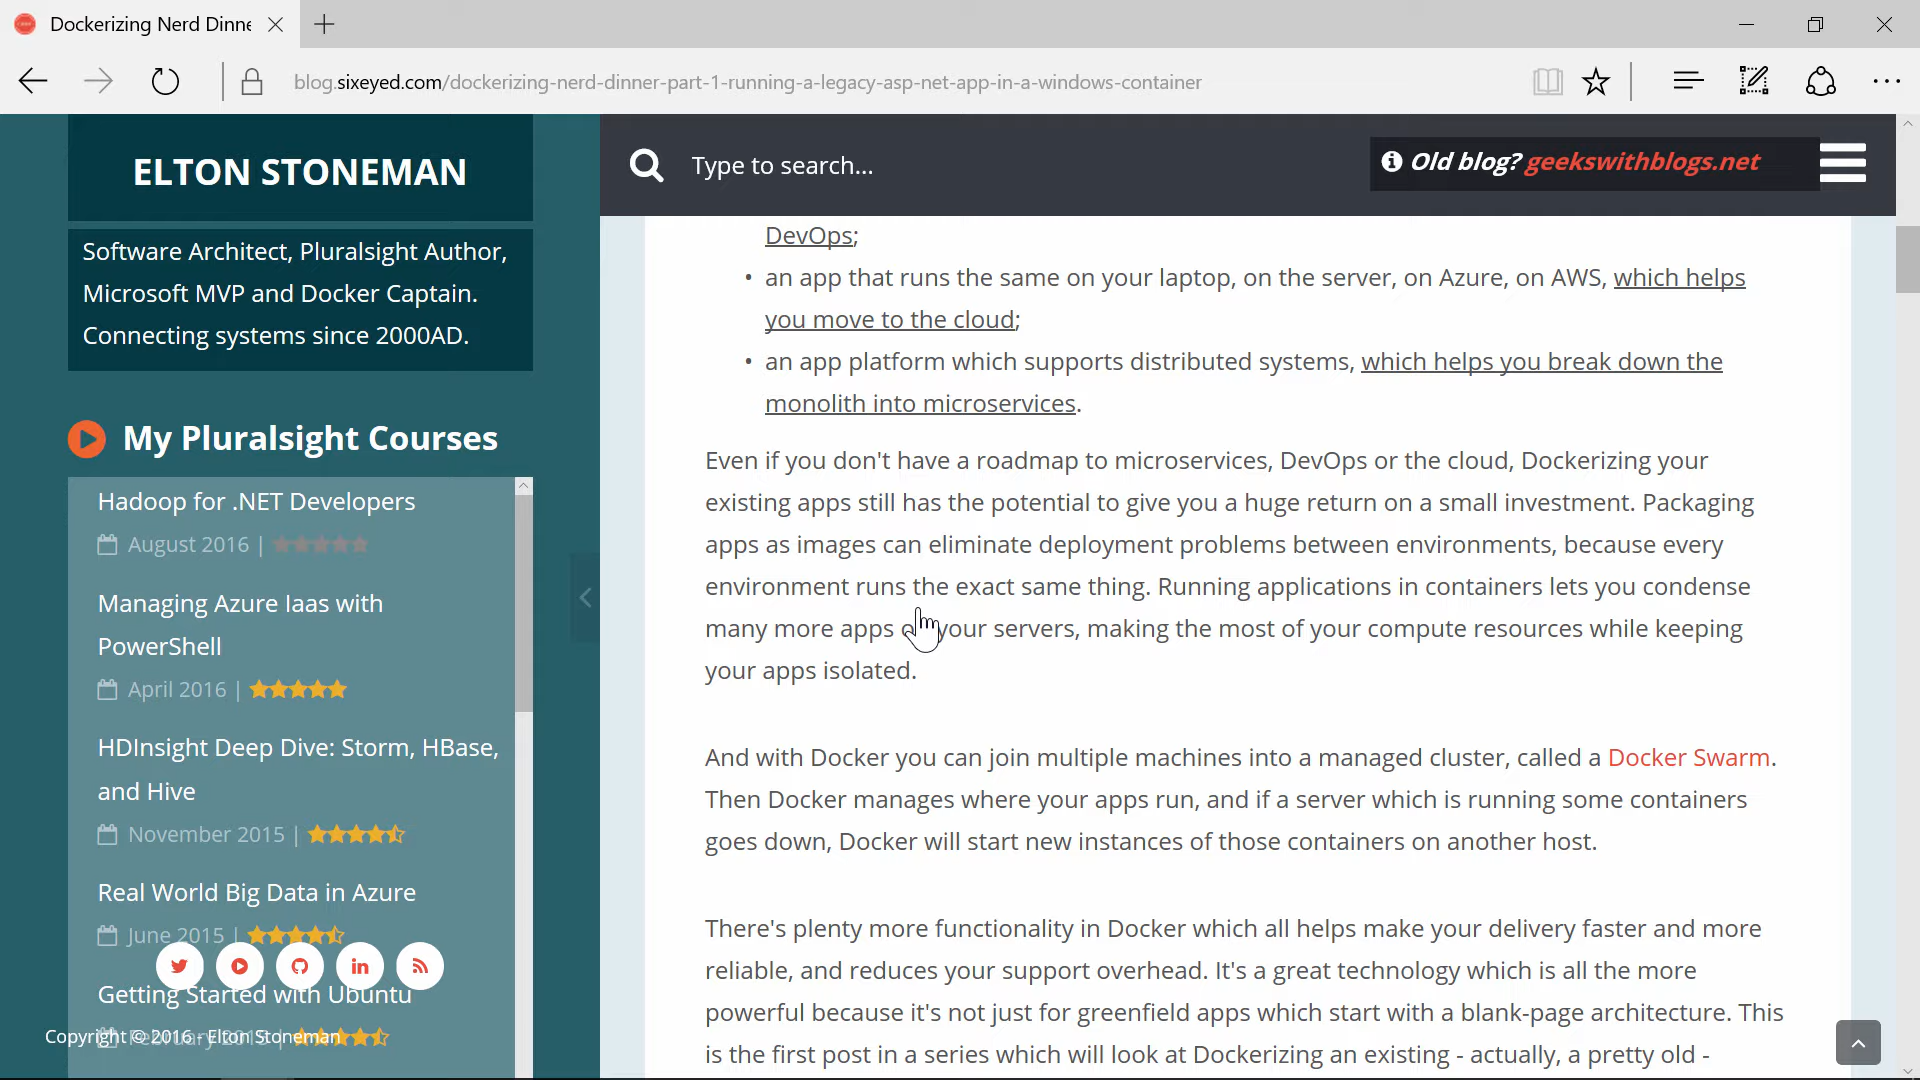 Dockerizing Nerd Dinne
blog.sixeyed.com/dockerizing-nerd-dinner-part-1-running-a-legacy-asp-net-app-in-a-windows-container
ELTON STONEMAN
Software Architect, Pluralsight Author,
Microsoft MVP and Docker Captain.
Connecting systems since 2000AD.
My Pluralsight Courses
Hadoop for .NET Developers
August 2016 |
Managing Azure Iaas with
PowerShell
April 2016 |
HDInsight Deep Dive: Storm, HBase,
and Hive
November 2015 |
Real World Big Data in Azure
June 2015 |
Getting Started with Ubuntu
February 2015 |
Copyright © 2016 - Elton Stoneman
Type to search...
Old blog? geekswithblogs.net
DevOps;
• an app that runs the same on your laptop, on the server, on Azure, on AWS, which helps
you move to the cloud;
• an app platform which supports distributed systems, which helps you break down the
monolith into microservices.
Even if you don't have a roadmap to microservices, DevOps or the cloud, Dockerizing your
existing apps still has the potential to give you a huge return on a small investment. Packaging
apps as images can eliminate deployment problems between environments, because every
environment runs the exact same thing. Running applications in containers lets you condense
many more apps your servers, making the most of your compute resources while keeping
your apps isolated.
And with Docker you can join multiple machines into a managed cluster, called a Docker Swarm.
Then Docker manages where your apps run, and if a server which is running some containers
goes down, Docker will start new instances of those containers on another host.
There's plenty more functionality in Docker which all helps make your delivery faster and more
reliable, and reduces your support overhead. It's a great technology which is all the more
powerful because it's not just for greenfield apps which start with a blank-page architecture. This
is the first post in a series which will look at Dockerizing an existing - actually, a pretty old -